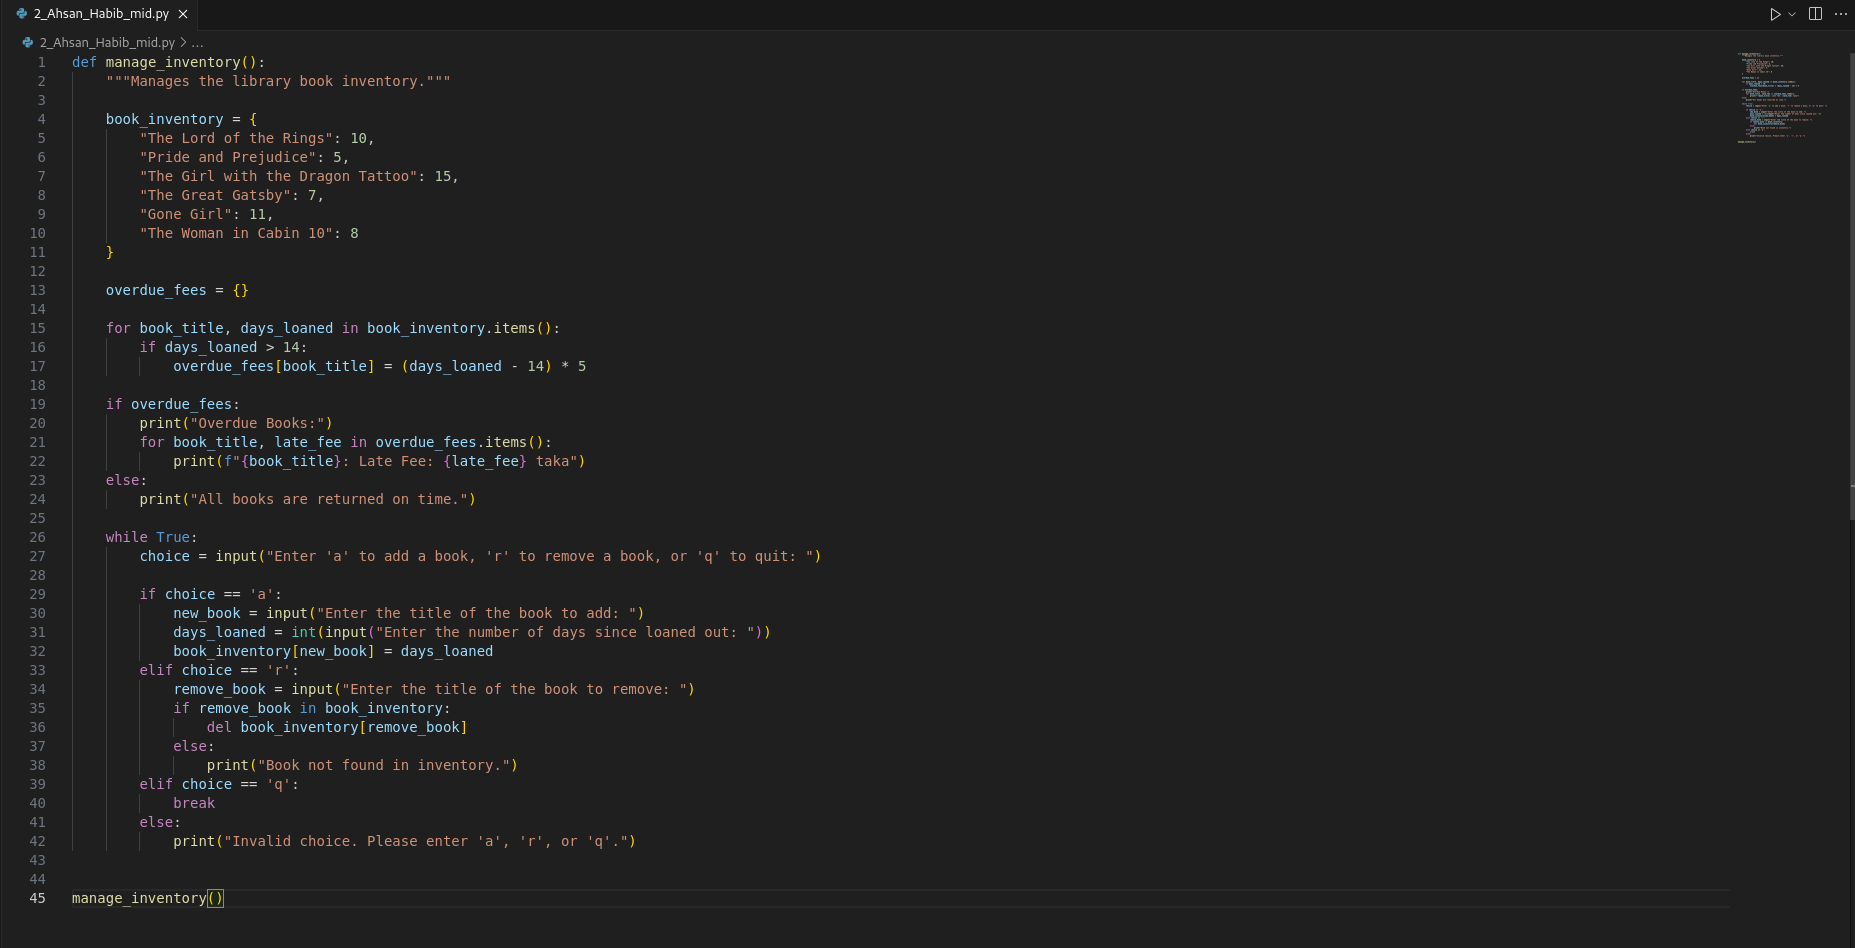 2_Ahsan_Habib_mid.py
2_Ahsan_Habib_mid.py > ...
1 def manage_inventory():
2     """Manages the library book inventory."""
3
4     book_inventory = {
5         "The Lord of the Rings": 10,
6         "Pride and Prejudice": 5,
7         "The Girl with the Dragon Tattoo": 15,
8         "The Great Gatsby": 7,
9         "Gone Girl": 11,
10         "The Woman in Cabin 10": 8
11     }
12
13     overdue_fees = {}
14
15     for book_title, days_loaned in book_inventory.items():
16         if days_loaned > 14:
17             overdue_fees[book_title] = (days_loaned - 14) * 5
18
19     if overdue_fees:
20         print("Overdue Books:")
21         for book_title, late_fee in overdue_fees.items():
22             print(f"{book_title}: Late Fee: {late_fee} taka")
23     else:
24         print("All books are returned on time.")
25
26     while True:
27         choice = input("Enter 'a' to add a book, 'r' to remove a book, or 'q' to quit: ")
28
29         if choice == 'a':
30             new_book = input("Enter the title of the book to add: ")
31             days_loaned = int(input("Enter the number of days since loaned out: "))
32             book_inventory[new_book] = days_loaned
33         elif choice == 'r':
34             remove_book = input("Enter the title of the book to remove: ")
35             if remove_book in book_inventory:
36                 del book_inventory[remove_book]
37             else:
38                 print("Book not found in inventory.")
39         elif choice == 'q':
40             break
41         else:
42             print("Invalid choice. Please enter 'a', 'r', or 'q'.")
43
44
45 manage_inventory()